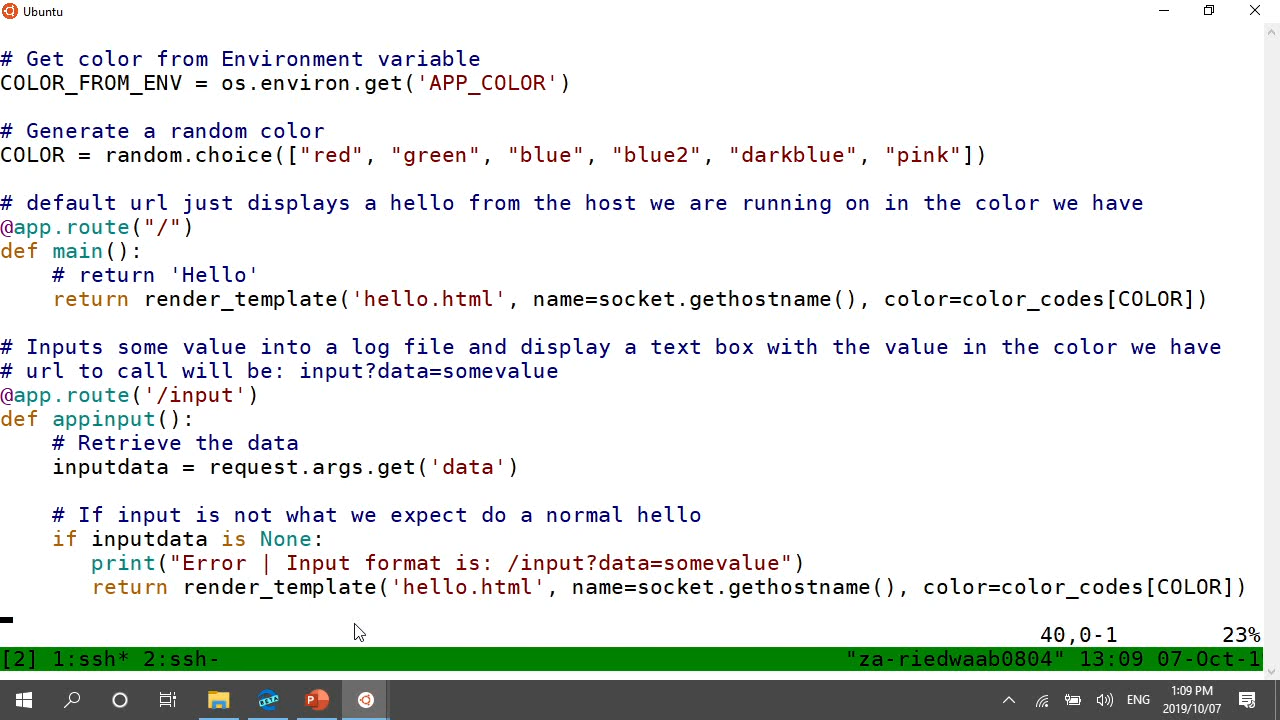 Ubuntu
# Get color from Environment variable
COLOR_FROM_ENV = os.environ.get('APP_COLOR')
# Generate a random color
COLOR = random.choice(["red", "green", "blue", "blue2", "darkblue", "pink"])
# default url just displays a hello from the host we are running on in the color we have
@app.route("/")
def main():
    # return 'Hello'
    return render_template('hello.html', name=socket.gethostname(), color=color_codes[COLOR])
# Inputs some value into a log file and display a text box with the value in the color we have
# url to call will be: input?data=somevalue
@app.route('/input')
def appinput():
    # Retrieve the data
    inputdata = request.args.get('data')
    # If input is not what we expect do a normal hello
    if inputdata is None:
       print("Error | Input format is: /input?data=somevalue")
       return render_template('hello.html', name=socket.gethostname(), color=color_codes[COLOR])
40,0-1 23%
[2] 1:ssh* 2:ssh- "za-riedwaab0804" 13:09 07-Oct-1
BETA
ENG
1:09 PM
2019/10/07